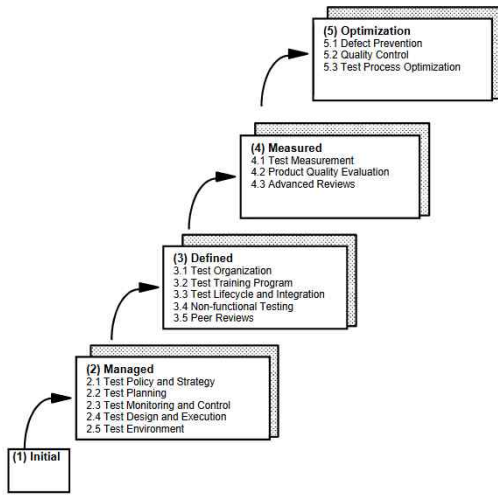 (5) Optimization
5.1 Defect Prevention
5.2 Quality Control
5.3 Test Process Optimization
(4) Measured
4.1 Test Measurement
4.2 Product Quality Evaluation
4.3 Advanced Reviews
(3) Defined
3.1 Test Organization
3.2 Test Training Program
3.3 Test Lifecycle and Integration
3.4 Non-functional Testing
3.5 Peer Reviews
(2) Managed
2.1 Test Policy and Strategy
2.2 Test Planning
2.3 Test Monitoring and Control
2.4 Test Design and Execution
2.5 Test Environment
(1) Initial